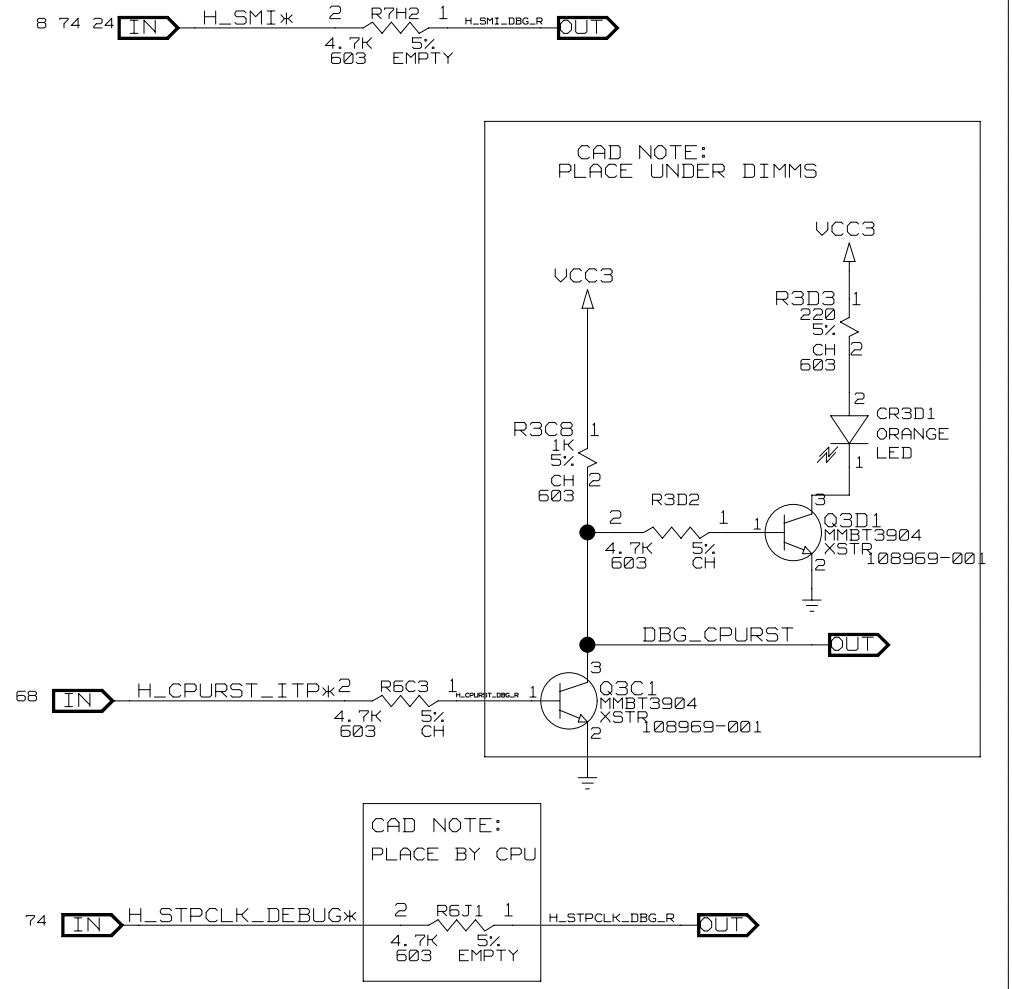 8 74 24 IN H_SMI* 2 R7H2 1 H_SMI_DBG_R OUT
4.7K 5%
603 EMPTY
CAD NOTE:
PLACE UNDER DIMMS
VCC3
R3D3 1
220
5%
CH 2
603
VCC3
2
CR3D1
ORANGE
LED
1
R3C8 1
1K
5%
CH 2
603
R3D2
2 1
4.7K 5%
603 CH
1
3
Q3D1
MMBT3904
XSTR
2 108969-001
DBG_CPURST OUT
68 IN H_CPURST_ITP* 2 R6C3 1 H_CPURST_DBG_R 1
4.7K 5%
603 CH
3
Q3C1
MMBT3904
XSTR
2 108969-001
CAD NOTE:
PLACE BY CPU
74 IN H_STPCLK_DEBUG* 2 R6J1 1 H_STPCLK_DBG_R OUT
4.7K 5%
603 EMPTY